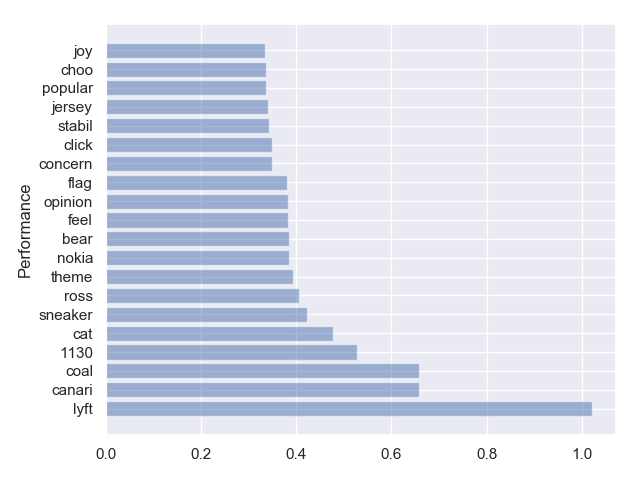 joy
choo
popular
jersey
stabil
click
concern
flag
opinion
feel
bear
nokia
theme
ross
sneaker
cat
1130
coal
canari
lyft
Performance
0.0 0.2 0.4 0.6 0.8 1.0